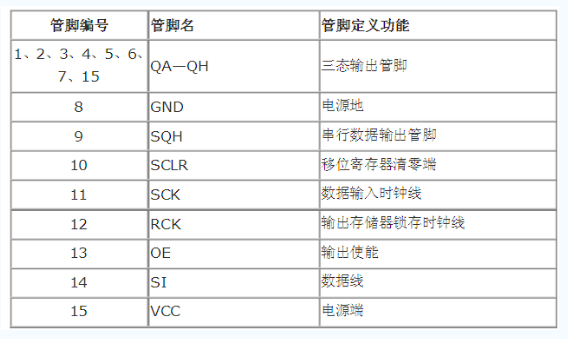 管脚编号 管脚名 管脚定义功能
1、2、3、4、5、6、
7、15 QA—QH 三态输出管脚
8 GND 电源地
9 SQH 串行数据输出管脚
10 SCLR 移位寄存器清零端
11 SCK 数据输入时钟线
12 RCK 输出存储器锁存时钟线
13 OE 输出使能
14 SI 数据线
15 VCC 电源端